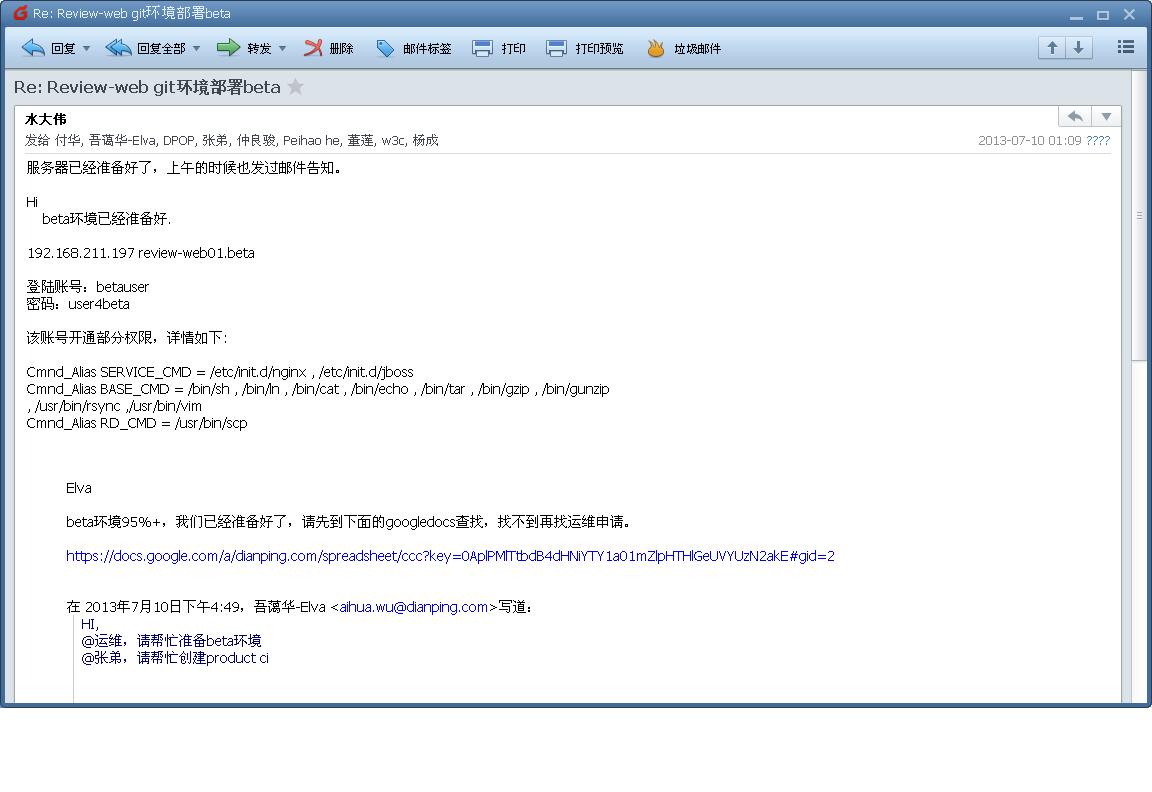 Re: Review-web git环境部署beta
回复 回复全部 转发 删除 邮件标签 打印 打印预览 垃圾邮件
Re: Review-web git环境部署beta
水大伟
发给 付华, 吾蔼华-Elva, DPOP, 张弟, 仲良骏, Peihao he, 董莲, w3c, 杨成
2013-07-10 01:09 ????
服务器已经准备好了，上午的时候也发过邮件告知。
Hi
beta环境已经准备好.
192.168.211.197 review-web01.beta
登陆账号：betauser
密码：user4beta
该账号开通部分权限，详情如下：
Cmnd_Alias SERVICE_CMD = /etc/init.d/nginx , /etc/init.d/jboss
Cmnd_Alias BASE_CMD = /bin/sh , /bin/ln , /bin/cat , /bin/echo , /bin/tar , /bin/gzip , /bin/gunzip
, /usr/bin/rsync ,/usr/bin/vim
Cmnd_Alias RD_CMD = /usr/bin/scp
Elva
beta环境95%+，我们已经准备好了，请先到下面的googledocs查找，找不到再找运维申请。
https://docs.google.com/a/dianping.com/spreadsheet/ccc?key=0AplPMlTtbdB4dHNiYTY1a01mZlpHTHlGeUVYUzN2akE#gid=2
在 2013年7月10日下午4:49，吾蔼华-Elva <aihua.wu@dianping.com>写道：
HI,
@运维，请帮忙准备beta环境
@张弟，请帮忙创建product ci